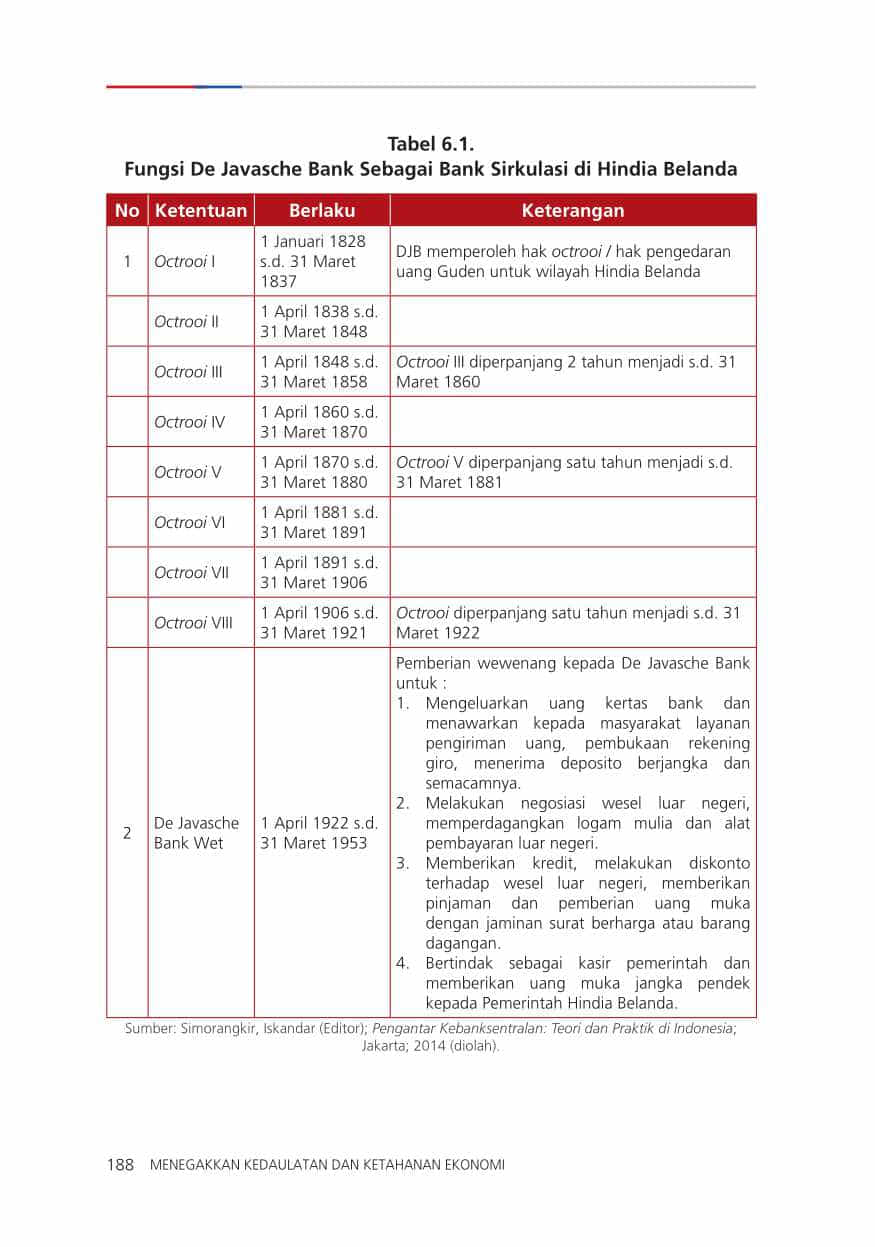 Tabel 6.1.
Fungsi De Javasche Bank Sebagai Bank Sirkulasi di Hindia Belanda
No Ketentuan Berlaku Keterangan
1 Octrooi I
1 Januari 1828
s.d. 31 Maret
1837
DJB memperoleh hak octrooi / hak pengedaran
uang Guden untuk wilayah Hindia Belanda
Octrooi II
1 April 1838 s.d.
31 Maret 1848
Octrooi III
1 April 1848 s.d.
31 Maret 1858
Octrooi III diperpanjang 2 tahun menjadi s.d. 31
Maret 1860
Octrooi IV
1 April 1860 s.d.
31 Maret 1870
Octrooi V
1 April 1870 s.d.
31 Maret 1880
Octrooi V diperpanjang satu tahun menjadi s.d.
31 Maret 1881
Octrooi VI
1 April 1881 s.d.
31 Maret 1891
Octrooi VII
1 April 1891 s.d.
31 Maret 1906
Octrooi VIII
1 April 1906 s.d.
31 Maret 1921
Octrooi diperpanjang satu tahun menjadi s.d. 31
Maret 1922
2
De Javasche
Bank Wet
1 April 1922 s.d.
31 Maret 1953
Pemberian wewenang kepada De Javasche Bank
untuk :
1. Mengeluarkan uang kertas bank dan
menawarkan kepada masyarakat layanan
pengiriman uang, pembukaan rekening
giro, menerima deposito berjangka dan
semacamnya.
2. Melakukan negosiasi wesel luar negeri,
memperdagangkan logam mulia dan alat
pembayaran luar negeri.
3. Memberikan kredit, melakukan diskonto
terhadap wesel luar negeri, memberikan
pinjaman dan pemberian uang muka
dengan jaminan surat berharga atau barang
dagangan.
4. Bertindak sebagai kasir pemerintah dan
memberikan uang muka jangka pendek
kepada Pemerintah Hindia Belanda.
Sumber: Simorangkir, Iskandar (Editor); Pengantar Kebanksentralan: Teori dan Praktik di Indonesia;
Jakarta; 2014 (diolah).
188 MENEGAKKAN KEDAULATAN DAN KETAHANAN EKONOMI